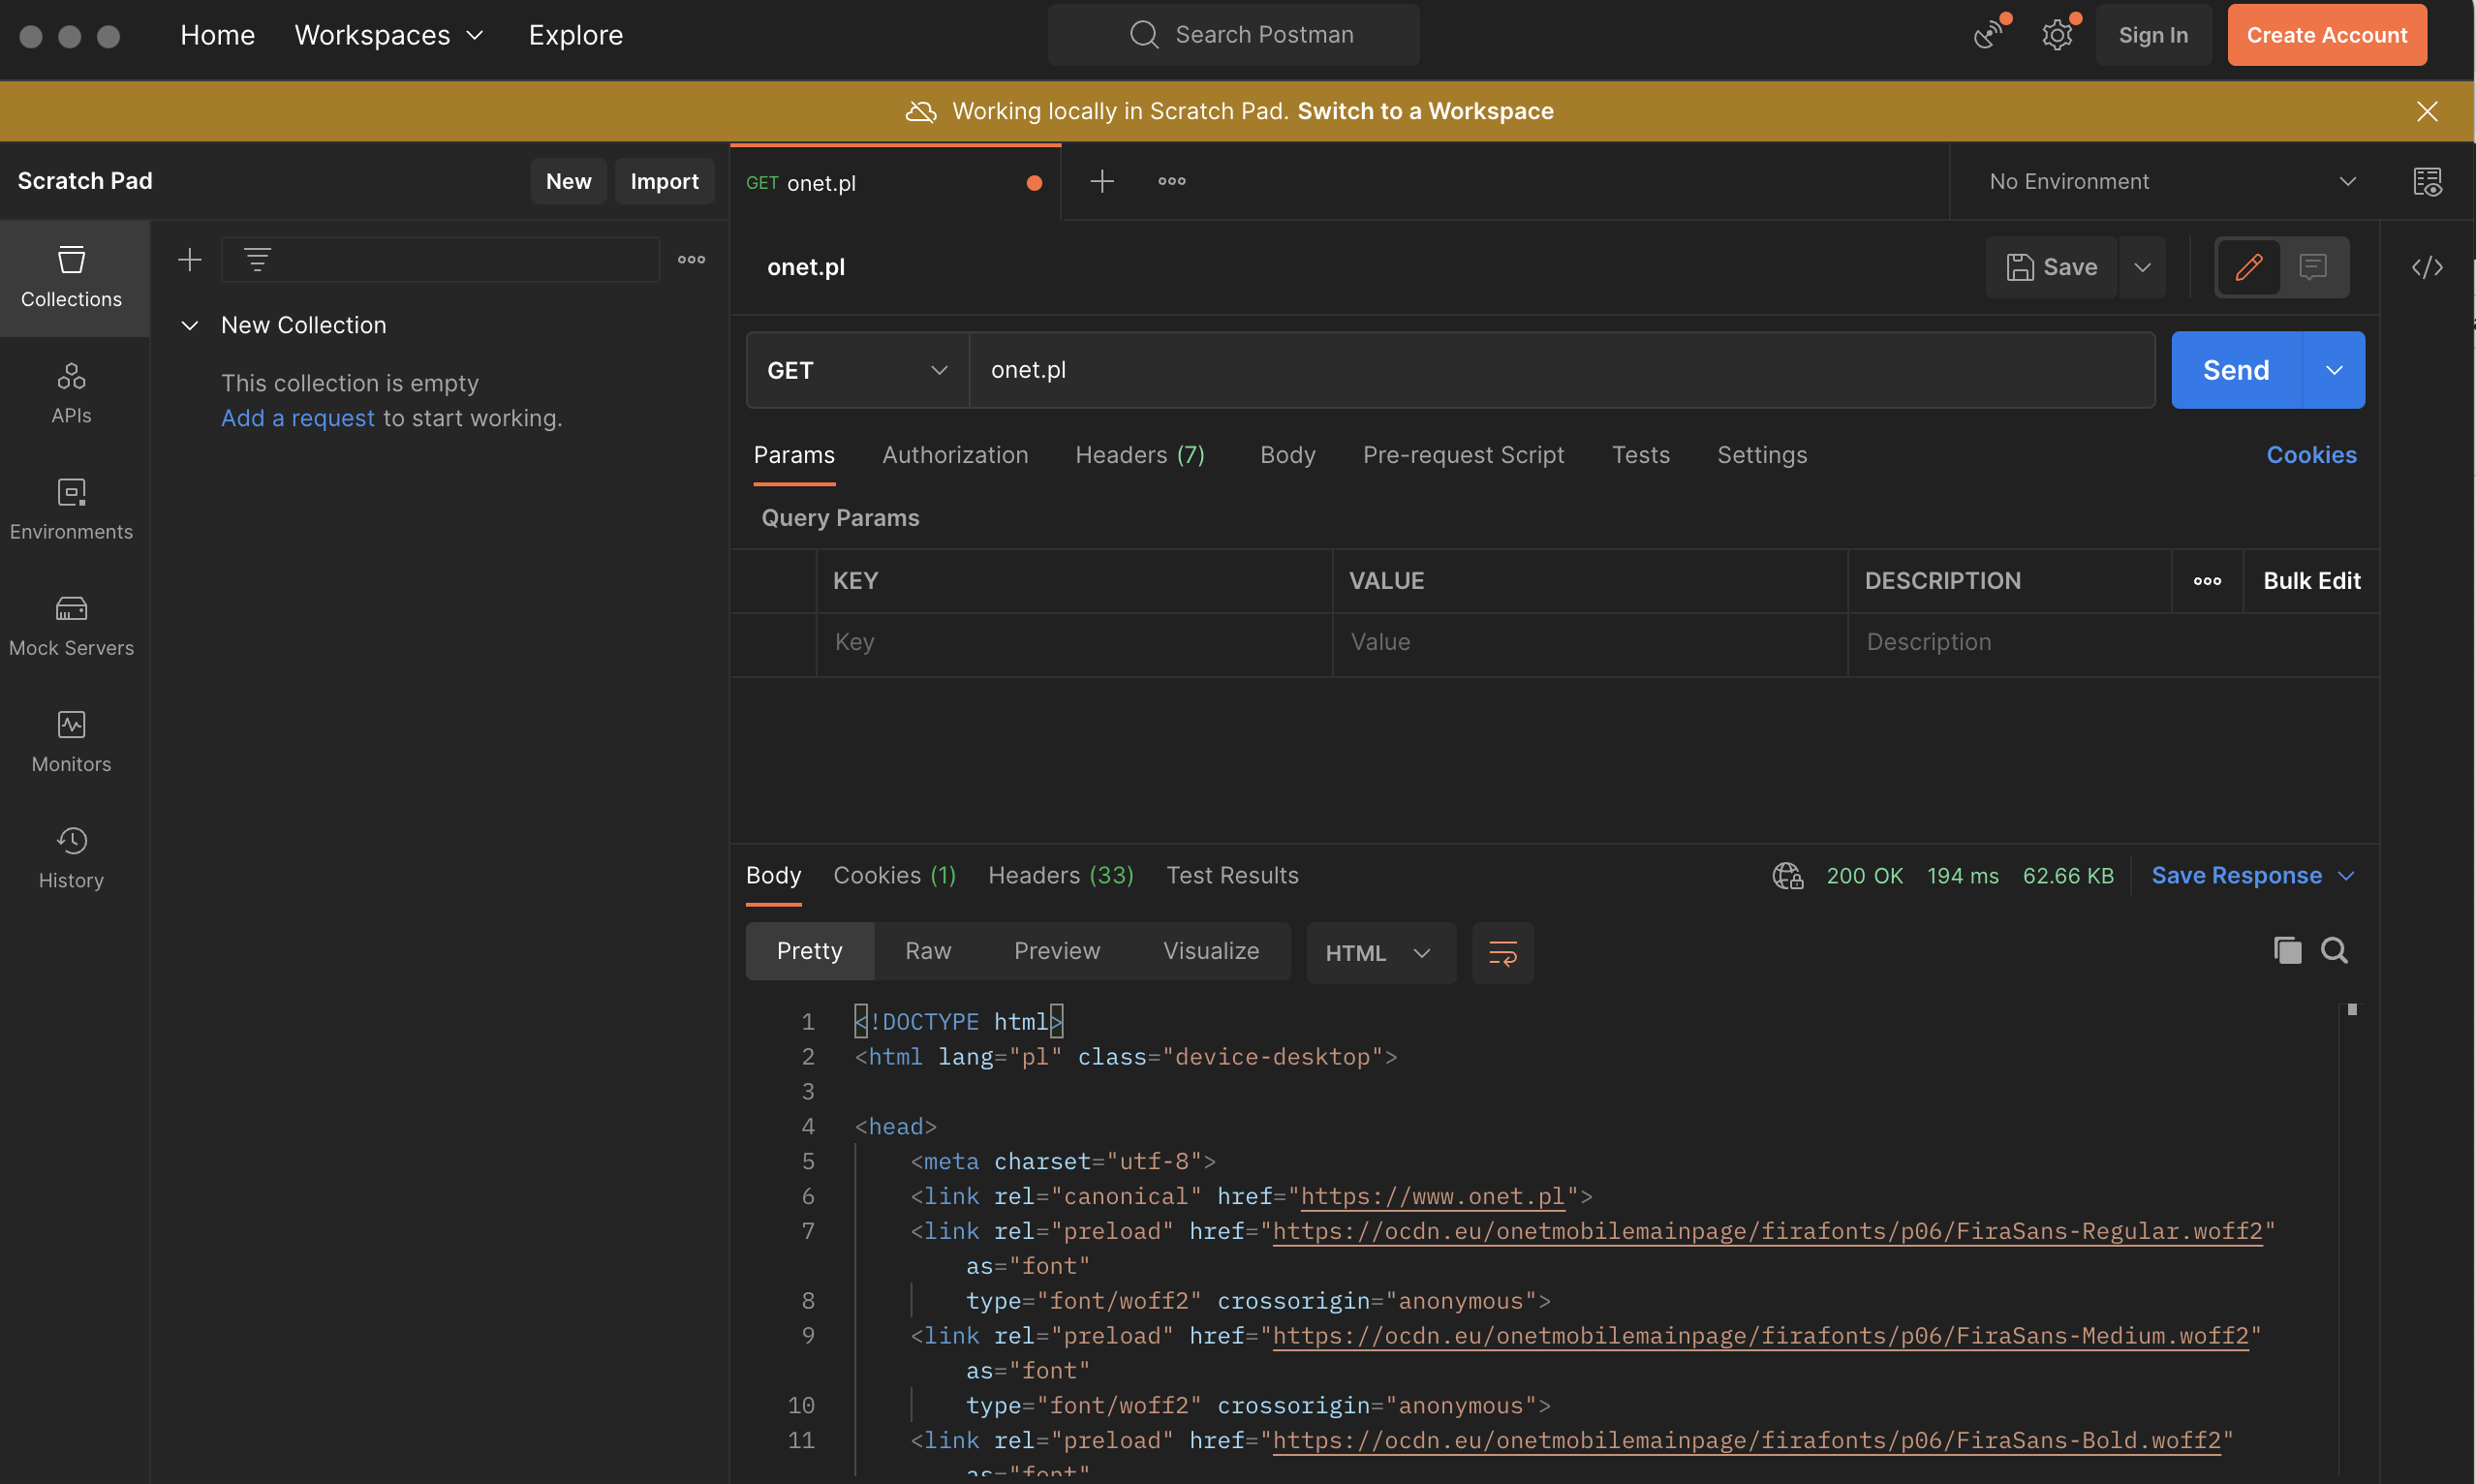 Home Workspaces Explore Search Postman Sign In Create Account
Working locally in Scratch Pad. Switch to a Workspace
Scratch Pad New Import GET onet.pl No Environment
Collections
APIs
Environments
Mock Servers
Monitors
History
New Collection
This collection is empty
Add a request to start working.
onet.pl Save
GET onet.pl Send
Params Authorization Headers (7) Body Pre-request Script Tests Settings Cookies
Query Params
KEY VALUE DESCRIPTION Bulk Edit
Key Value Description
Body Cookies (1) Headers (33) Test Results 200 OK 194 ms 62.66 KB Save Response
Pretty Raw Preview Visualize HTML
1 <!DOCTYPE html>
2 <html lang="pl" class="device-desktop">
3
4 <head>
5 <meta charset="utf-8">
6 <link rel="canonical" href="https://www.onet.pl">
7 <link rel="preload" href="https://ocdn.eu/onetmobilemainpage/firafonts/p06/FiraSans-Regular.woff2"
as="font"
8 type="font/woff2" crossorigin="anonymous">
9 <link rel="preload" href="https://ocdn.eu/onetmobilemainpage/firafonts/p06/FiraSans-Medium.woff2"
as="font"
10 type="font/woff2" crossorigin="anonymous">
11 <link rel="preload" href="https://ocdn.eu/onetmobilemainpage/firafonts/p06/FiraSans-Bold.woff2"
as="font"